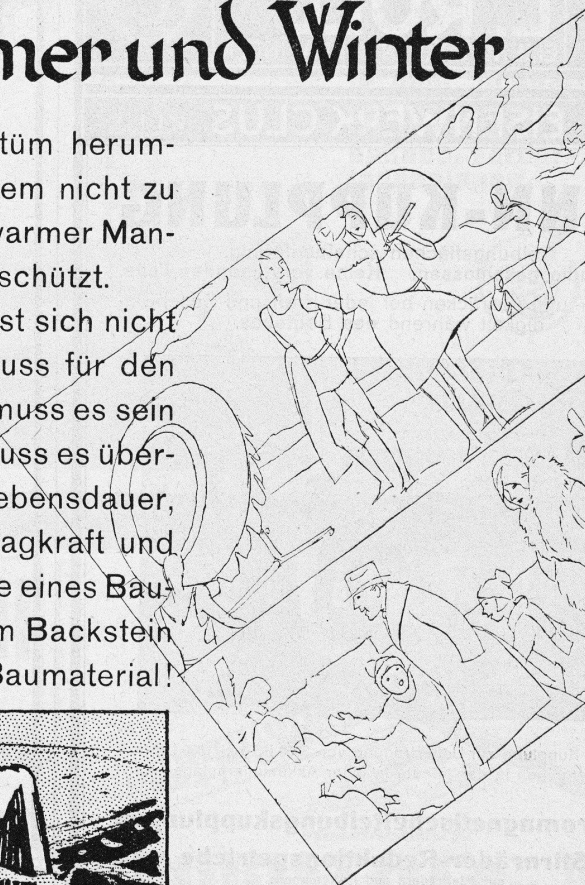 mer und Winter
tüm herum-
em nicht zu
warmer Man-
schützt.
st sich nicht
uss für den
muss es sein
uss es über-
ebensdauer,
agkraft und
e eines Bau-
m Backstein
Baumaterial!